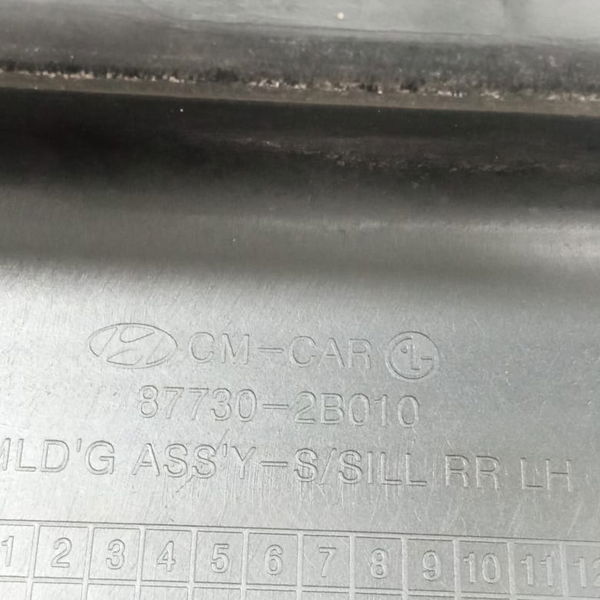 CM-CAR
87730-2B010
MLD'G ASS'Y-S/SILL RR LH
1 2 3 4 5 6 7 8 9 10 11 12